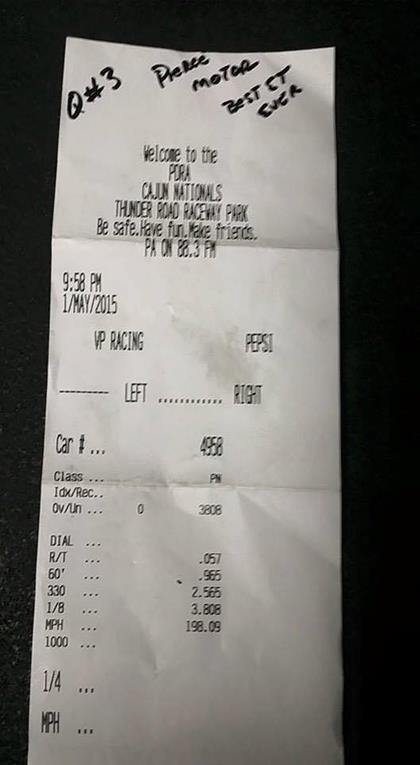 Q#3 Pierce
MOTOR
BEST ET
EVER
Welcome to the
PDRA
CAJUN NATIONALS
THUNDER ROAD RACEWAY PARK
Be safe.Have fun.Make friends.
PA ON 88.3 FM
9:58 PM
1/MAY/2015
VP RACING PEPSI
--------- LEFT ............ RIGHT
Car # ... 4958
Class ... PN
Idx/Rec..
Ov/Un ... 0 3808
DIAL ...
R/T ... .057
60' ... .965
330 ... 2.565
1/8 ... 3.808
MPH ... 198.09
1000 ...
1/4 ...
MPH ...